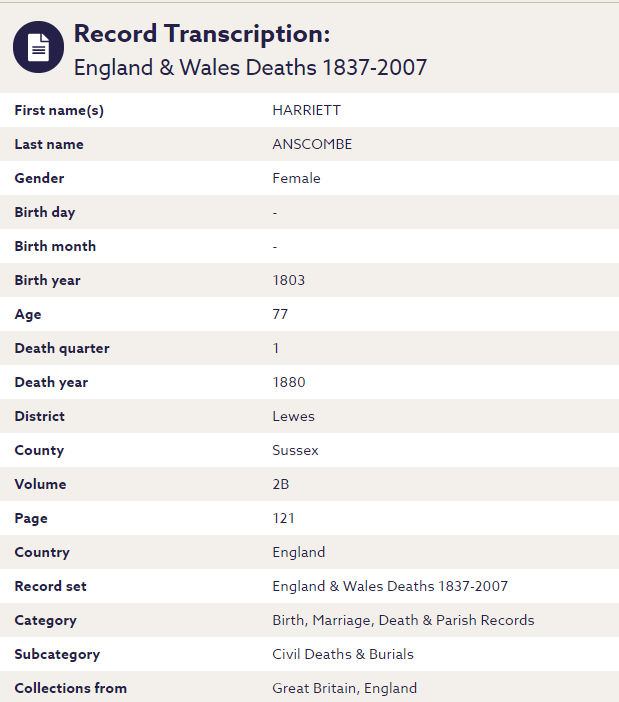 Record Transcription:
England & Wales Deaths 1837-2007
First name(s) HARRIETT
Last name ANSCOMBE
Gender Female
Birth day -
Birth month -
Birth year 1803
Age 77
Death quarter 1
Death year 1880
District Lewes
County Sussex
Volume 2B
Page 121
Country England
Record set England & Wales Deaths 1837-2007
Category Birth, Marriage, Death & Parish Records
Subcategory Civil Deaths & Burials
Collections from Great Britain, England